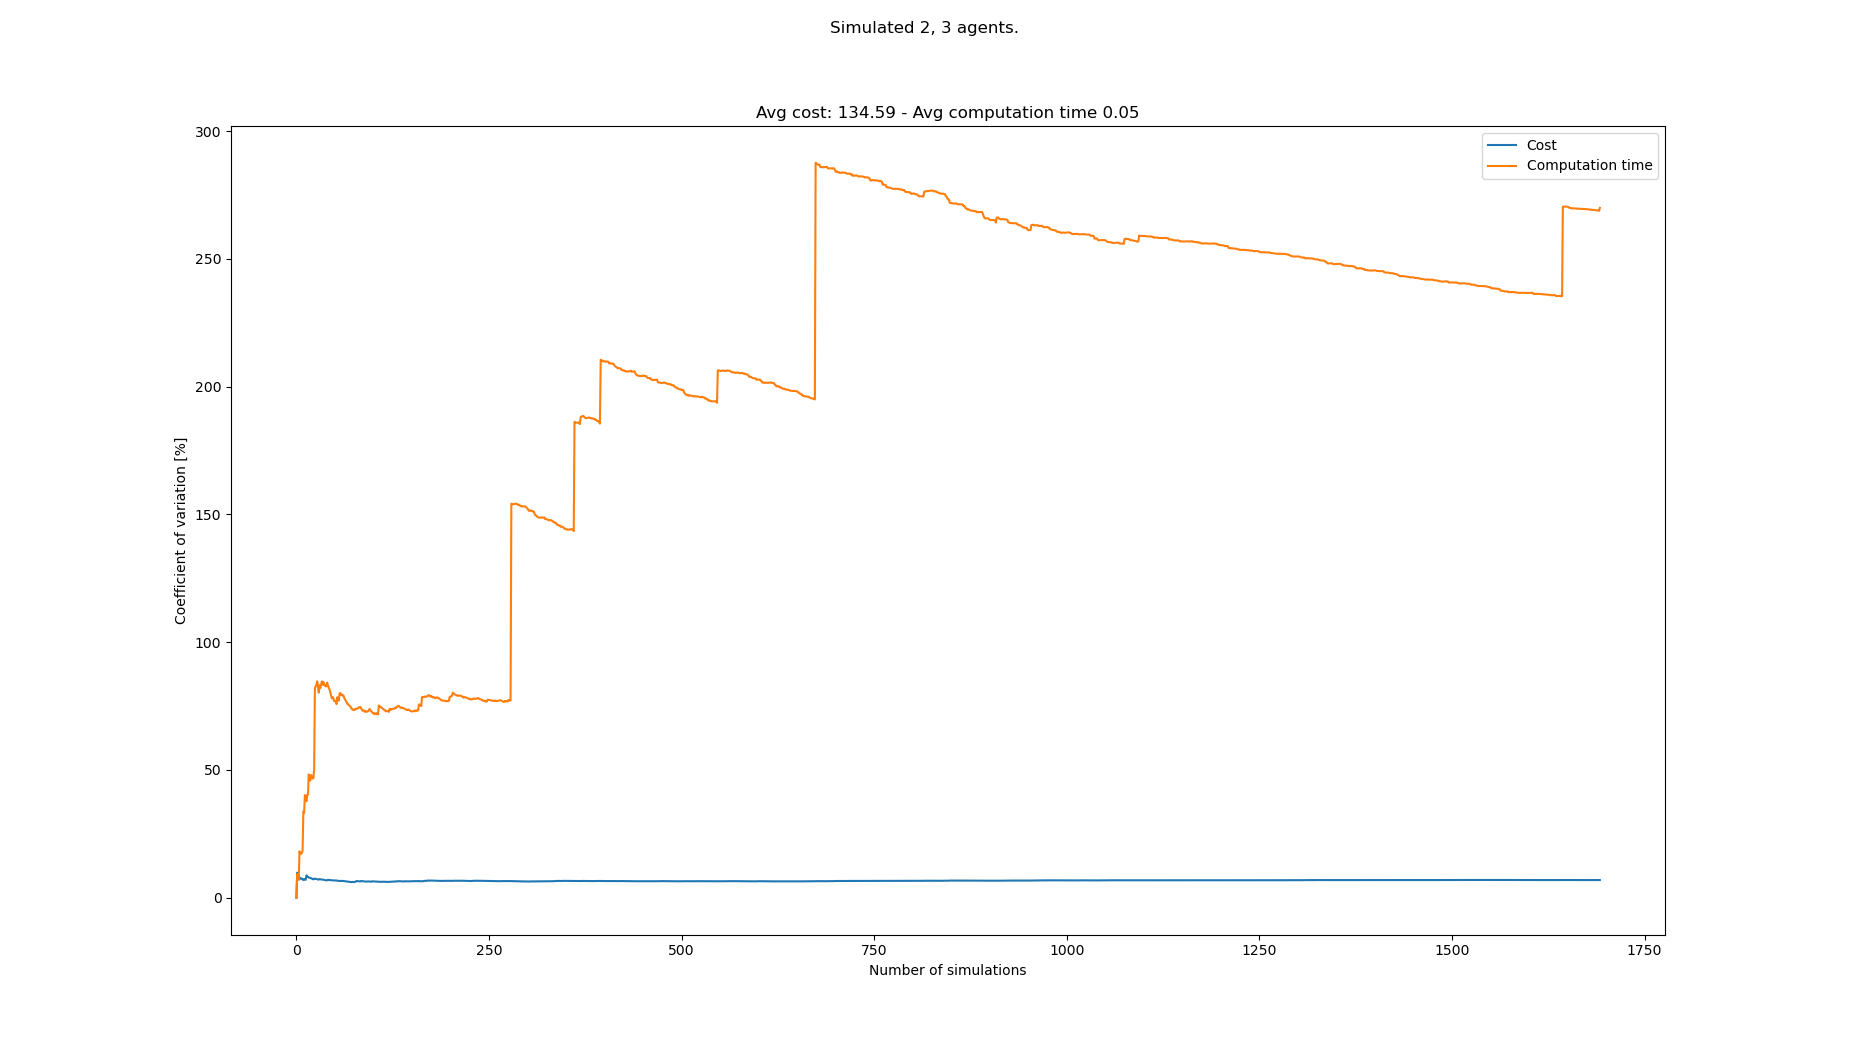 Simulated 2, 3 agents.
Avg cost: 134.59 - Avg computation time 0.05
300
250
200
150
100
50
0
Coefficient of variation [%]
Cost
Computation time
0 250 500 750 1000 1250 1500 1750
Number of simulations